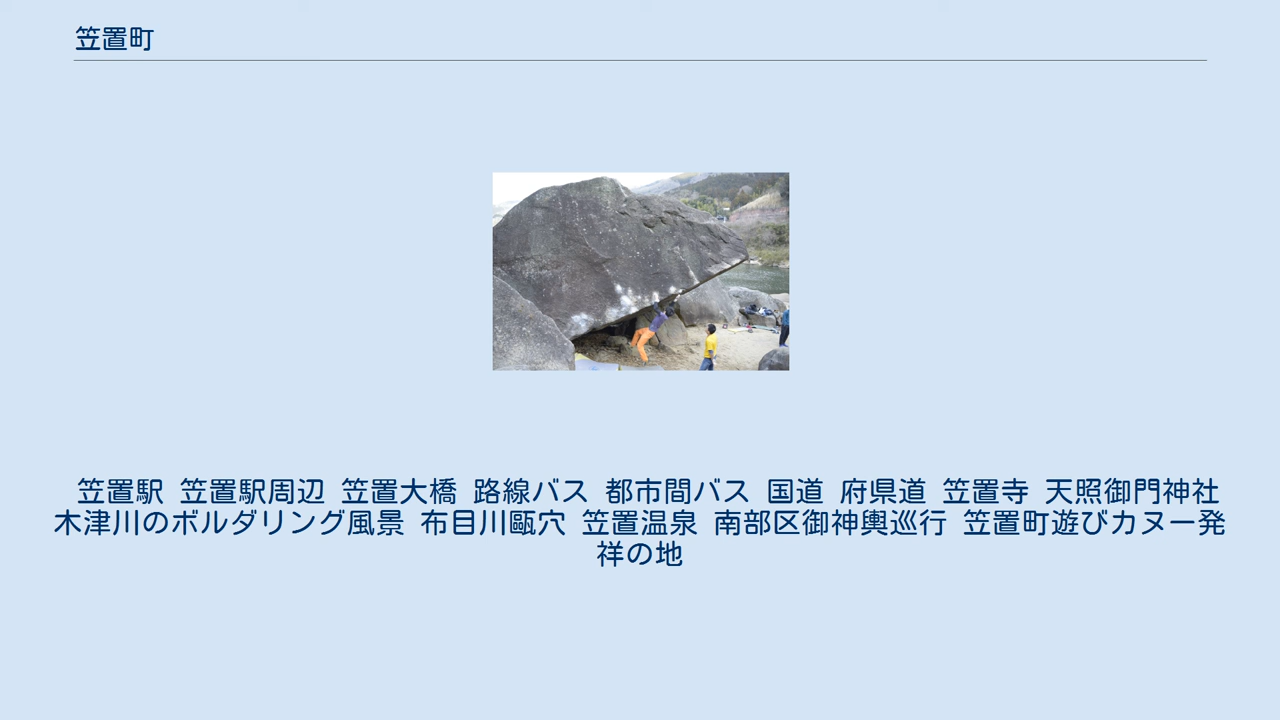 笠置町
笠置駅 笠置駅周辺 笠置大橋 路線バス 都市間バス 国道 府県道 笠置寺 天照御門神社
木津川のボルダリング風景 布目川甌穴 笠置温泉 南部区御神輿巡行 笠置町遊びカヌー発
祥の地